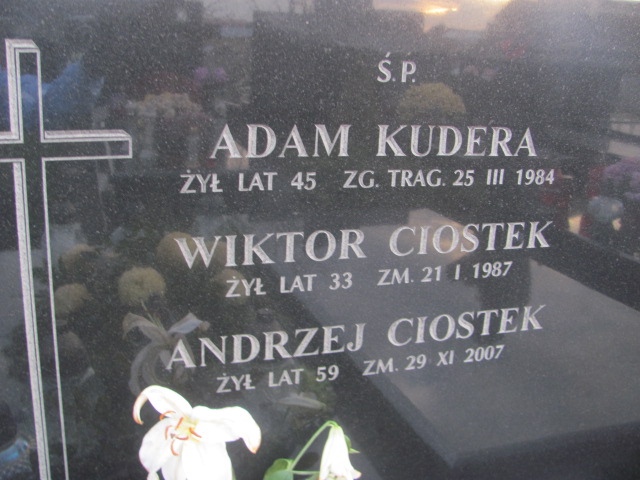 Ś.P.
ADAM KUDERA
ŻYŁ LAT 45 ZG. TRAG. 25 III 1984
WIKTOR CIOSTEK
ŻYŁ LAT 33 ZM. 21 I 1987
ANDRZEJ CIOSTEK
ŻYŁ LAT 59 ZM. 29 XI 2007